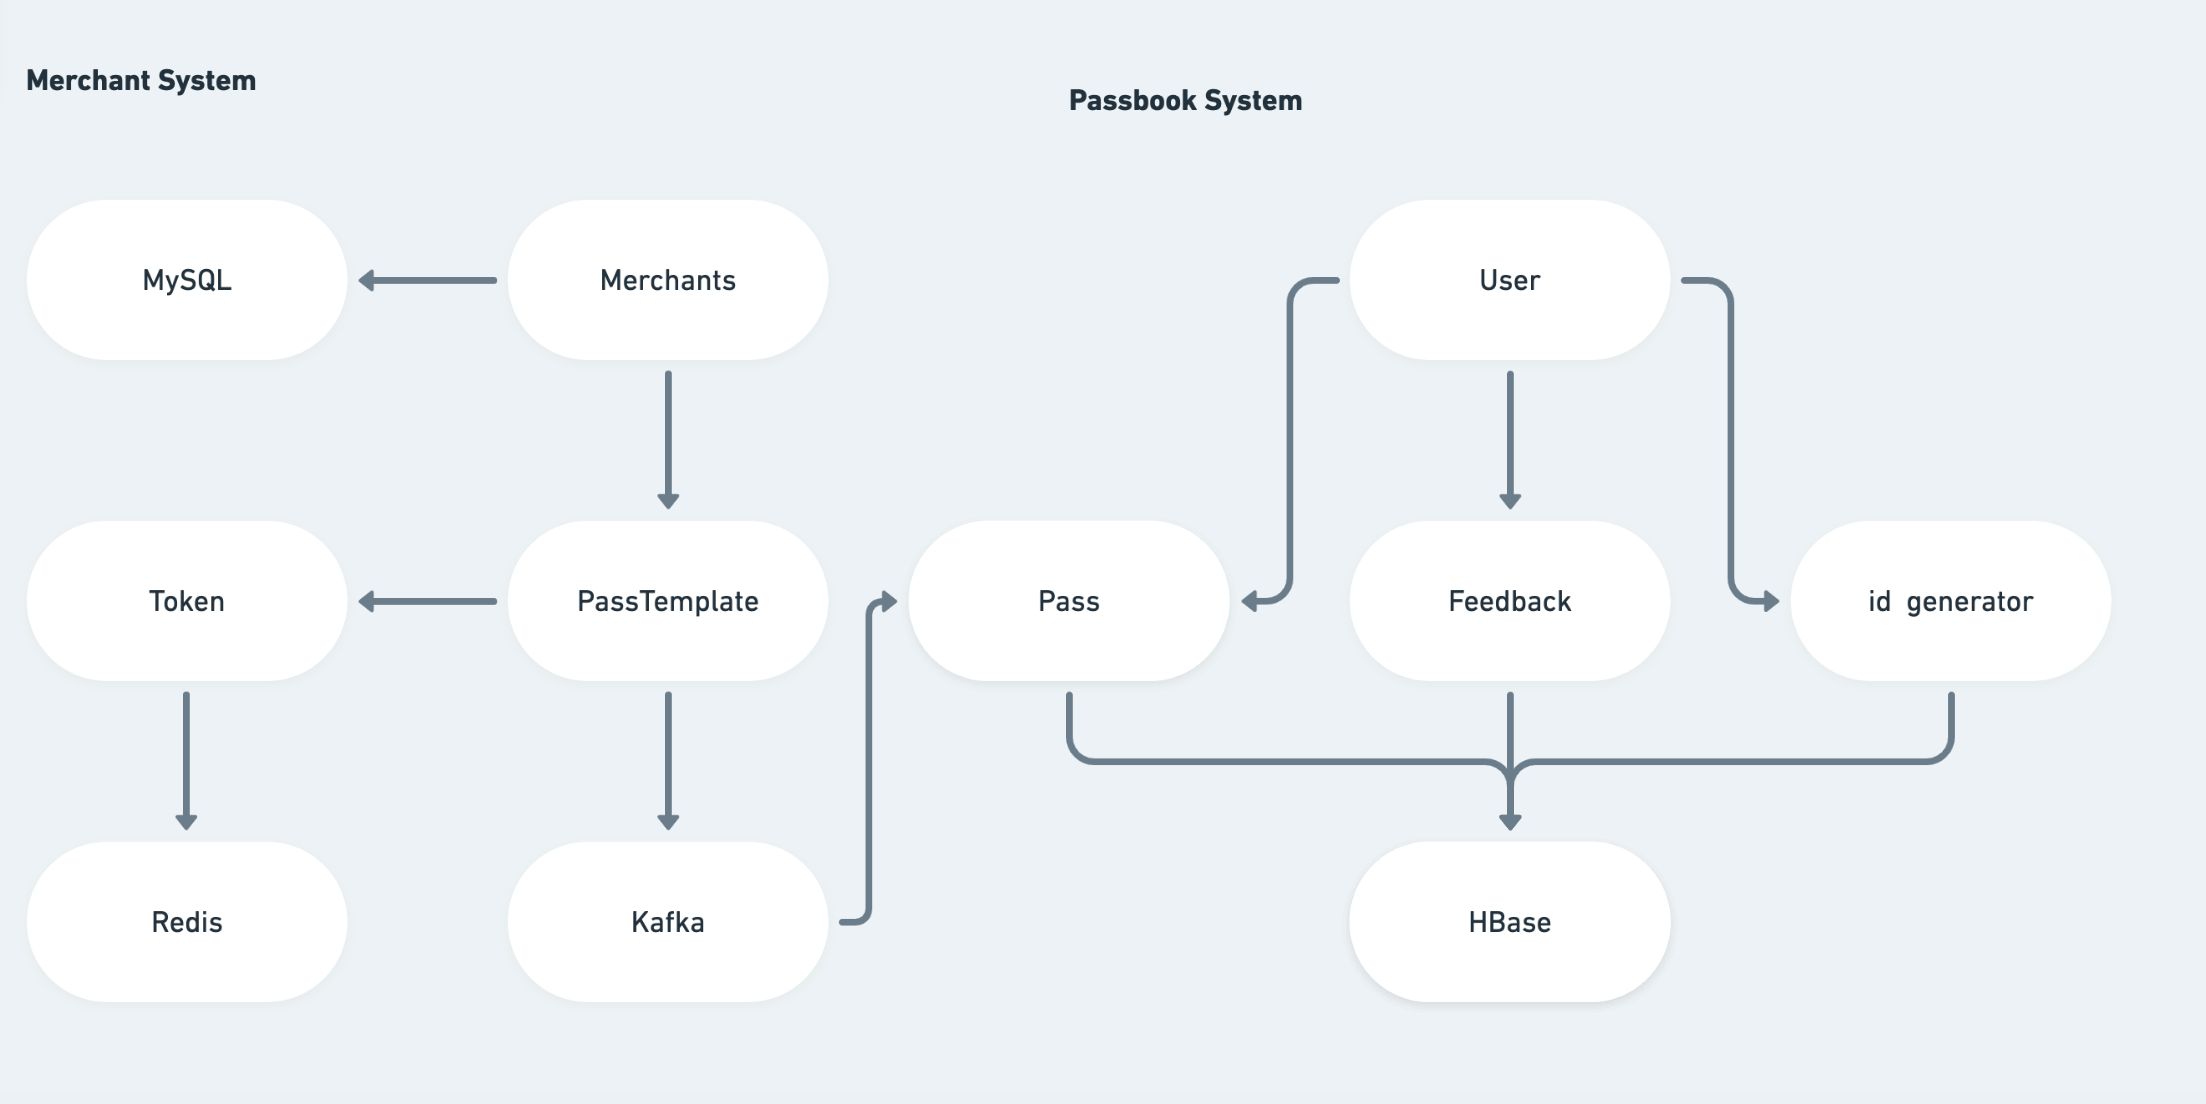 Merchant System
Passbook System
MySQL
Merchants
User
Token
PassTemplate
Pass
Feedback
id generator
Redis
Kafka
HBase